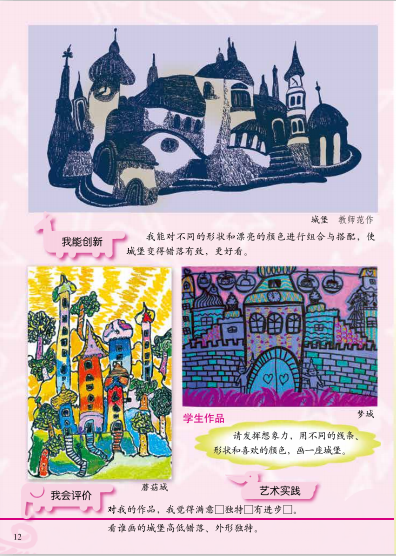 城堡 教师范作
我能创新
我能对不同的形状和漂亮的颜色进行组合与搭配，使
城堡变得错落有致，更好看。
学生作品
梦城
请发挥想象力，用不同的线条、
形状和喜欢的颜色，画一座城堡。
蘑菇城
我会评价
艺术实践
对我的作品，我觉得满意□独特□有进步□。
看谁画的城堡高低错落、外形独特。
12